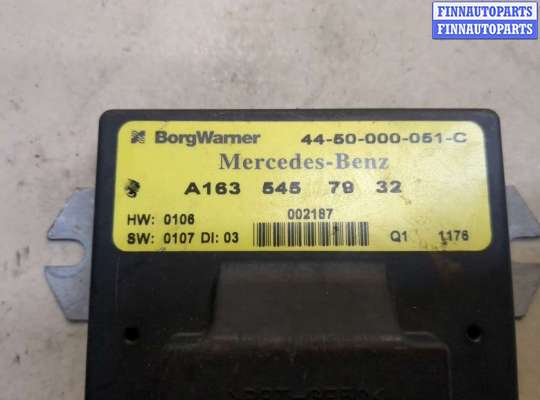 FINNAUTOPARTS
FINNAUTOPARTS
BorgWarner 44-50-000-051-C
Mercedes-Benz
A163 545 79 32
HW: 0106 002187
SW: 0107 DI: 03 Q1 1176